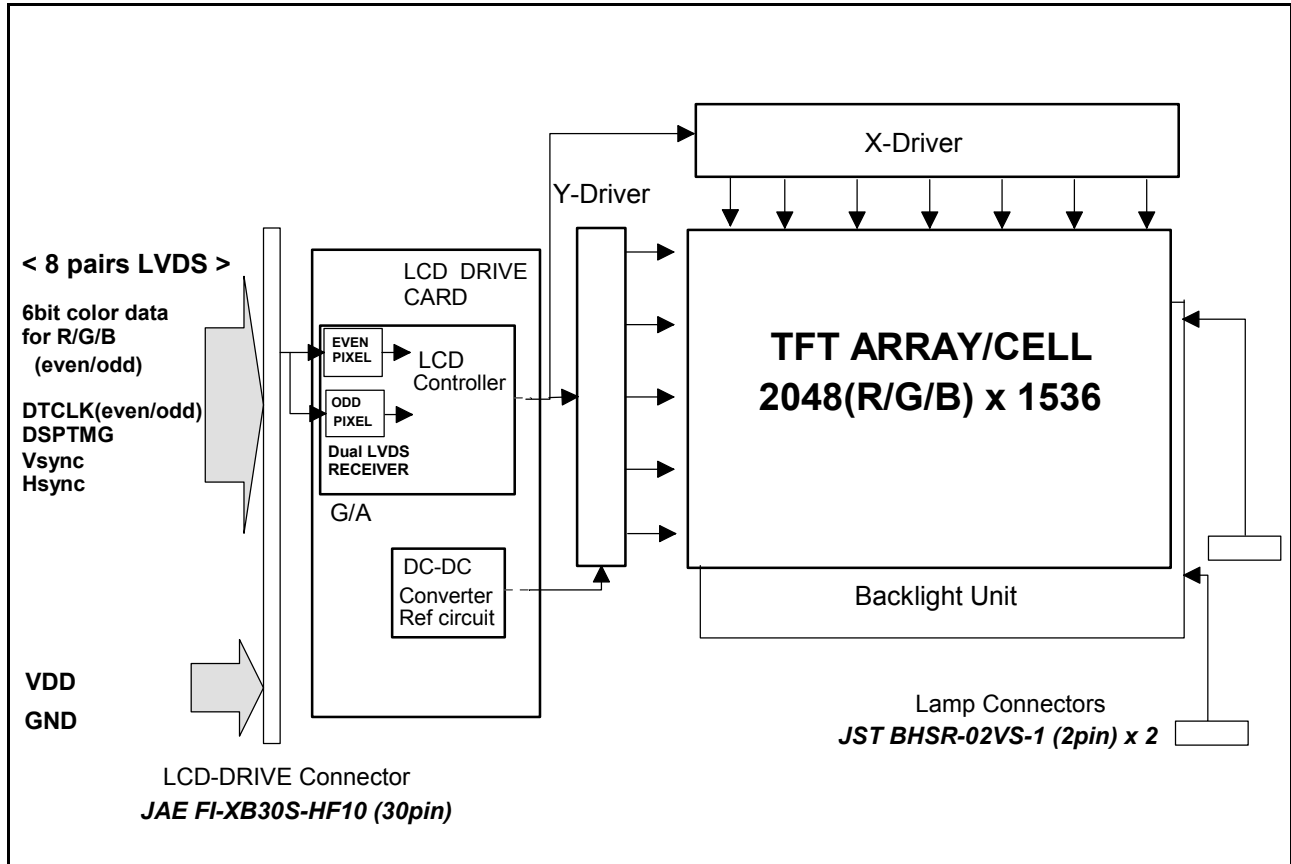 X-Driver
Y-Driver
< 8 pairs LVDS >
6bit color data
for R/G/B
(even/odd)
DTCLK(even/odd)
DSPTMG
Vsync
Hsync
LCD DRIVE
CARD
EVEN
PIXEL
LCD
Controller
ODD
PIXEL
Dual LVDS
RECEIVER
G/A
TFT ARRAY/CELL
2048(R/G/B) x 1536
DC-DC
Converter
Ref circuit
Backlight Unit
VDD
GND
Lamp Connectors
JST BHSR-02VS-1 (2pin) x 2
LCD-DRIVE Connector
JAE FI-XB30S-HF10 (30pin)